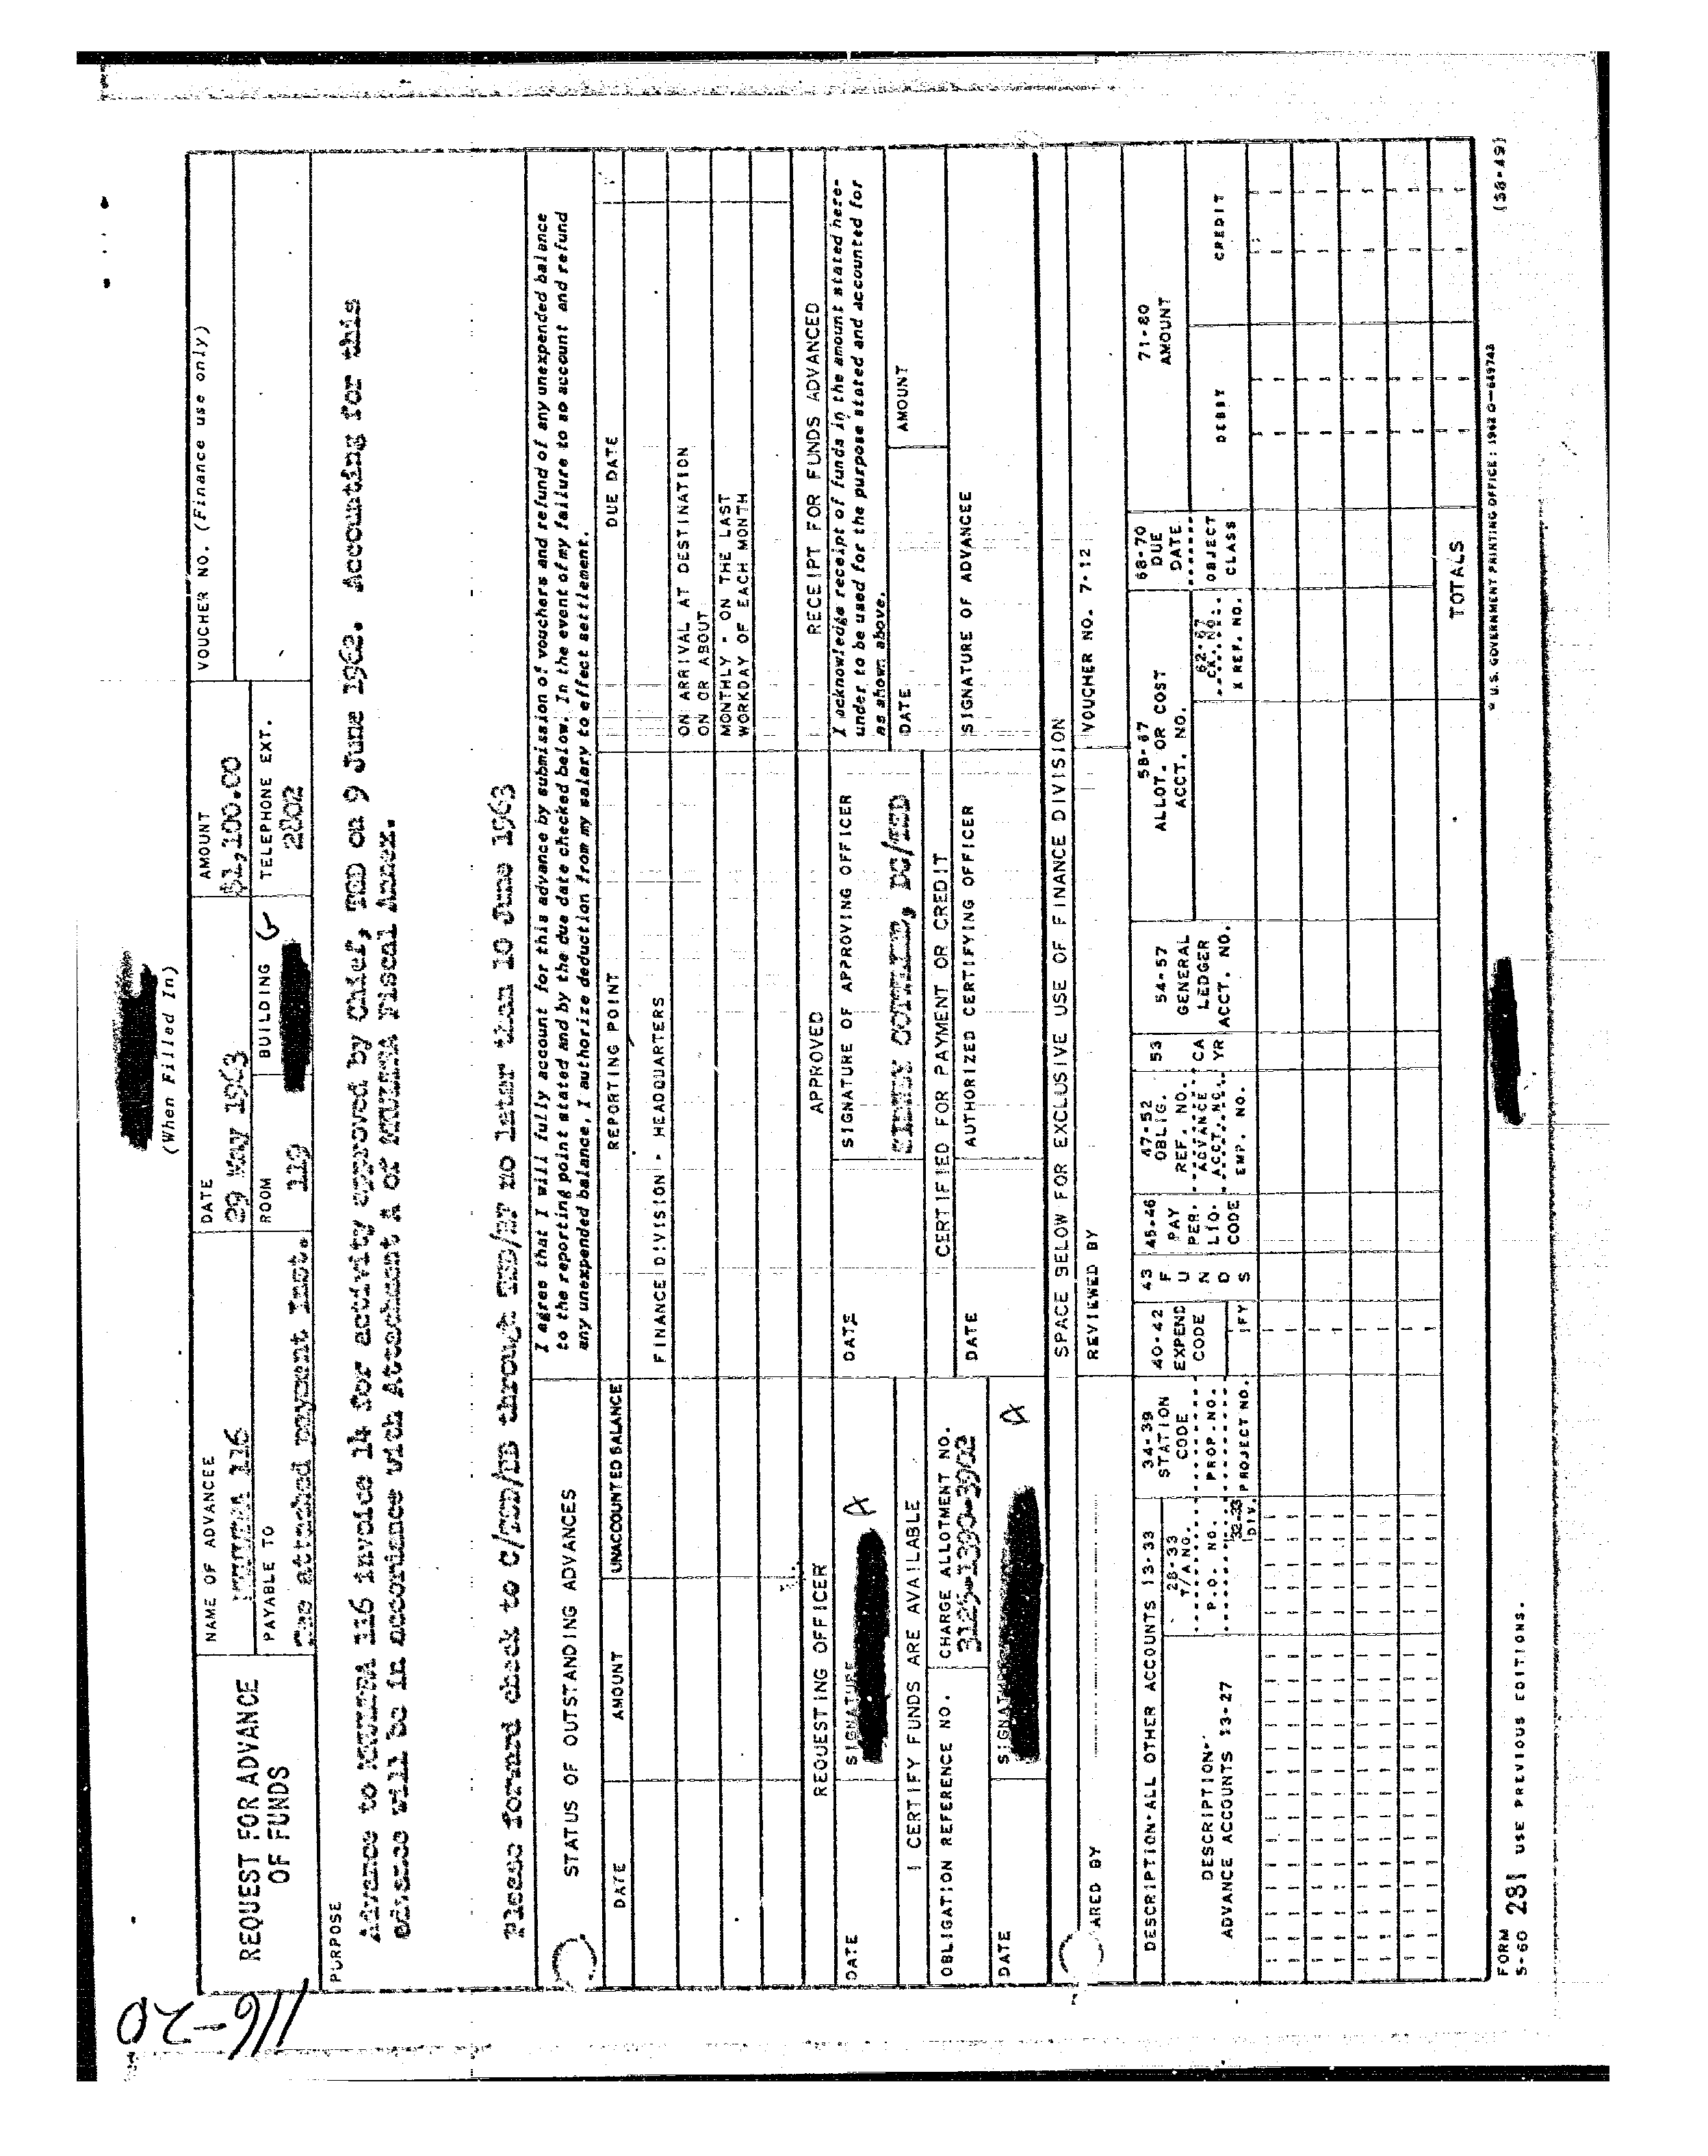 116-20
(When Filled In)
REQUEST FOR ADVANCE
OF FUNDS
NAME OF ADVANCEE
116
DATE
29 May 1963
AMOUNT
$1,100.00
VOUCHER NO. (Finance use only)
PAYABLE TO
See attached payment Inst.
ROOM
119
BUILDING
TELEPHONE EXT.
2802
PURPOSE
Advance to MKULTRA 116 invoice 14 for activity approved by Chief, TSD on 9 June 1962. Accounting for this
advance will be in accordance with Attachment A of MKULTRA Fiscal Annex.
Please forward check to through no later than 10 June 1963
STATUS OF OUTSTANDING ADVANCES
I agree that I will fully account for this advance by submission of vouchers and refund of any unexpended balance
to the reporting point stated and by the due date checked below. In the event of my failure to so account and refund
any unexpended balance, I authorize deduction from my salary to effect settlement.
DATE
AMOUNT
UNACCOUNTED BALANCE
REPORTING POINT
DUE DATE
FINANCE DIVISION - HEADQUARTERS
ON ARRIVAL AT DESTINATION
ON OR ABOUT
MONTHLY - ON THE LAST
WORKDAY OF EACH MONTH
REQUESTING OFFICER
APPROVED
RECEIPT FOR FUNDS ADVANCED
DATE
SIGNATURE
A
DATE
SIGNATURE OF APPROVING OFFICER
SIDNEY GOTTLIEB, DC/TSD
I acknowledge receipt of funds in the amount stated here-
under to be used for the purpose stated and accounted for
as shown above.
DATE
AMOUNT
I CERTIFY FUNDS ARE AVAILABLE
CERTIFIED FOR PAYMENT OR CREDIT
OBLIGATION REFERENCE NO.
CHARGE ALLOTMENT NO.
3125-1390-3902
DATE
AUTHORIZED CERTIFYING OFFICER
SIGNATURE OF ADVANCEE
DATE
SIGNATURE
A
SPACE BELOW FOR EXCLUSIVE USE OF FINANCE DIVISION
ARED BY
REVIEWED BY
VOUCHER NO. 7-12
DESCRIPTION-ALL OTHER ACCOUNTS 13-33
DESCRIPTION-
ADVANCE ACCOUNTS 13-27
28-33
T/A NO.
P.O. NO.
32-33
DIV.
34-39
STATION
CODE
PROP. NO.
PROJECT NO.
40-42
EXPEND
CODE
FY
43
F
U
N
D
S
45-46
PAY
PER.
LIQ.
CODE
47-52
OBLIG.
REF. NO.
ADVANCE
ACCT. NO.
EMP. NO.
53
CA
YR
54-57
GENERAL
LEDGER
ACCT. NO.
58-67
ALLOT. OR COST
ACCT. NO.
62-67
CK. NO.
X REF. NO.
68-70
DUE
DATE
OBJECT
CLASS
71-80
AMOUNT
DEBIT
CREDIT
TOTALS
FORM
5-60 281 USE PREVIOUS EDITIONS.
U.S. GOVERNMENT PRINTING OFFICE: 1962 O-649743
(38-49)